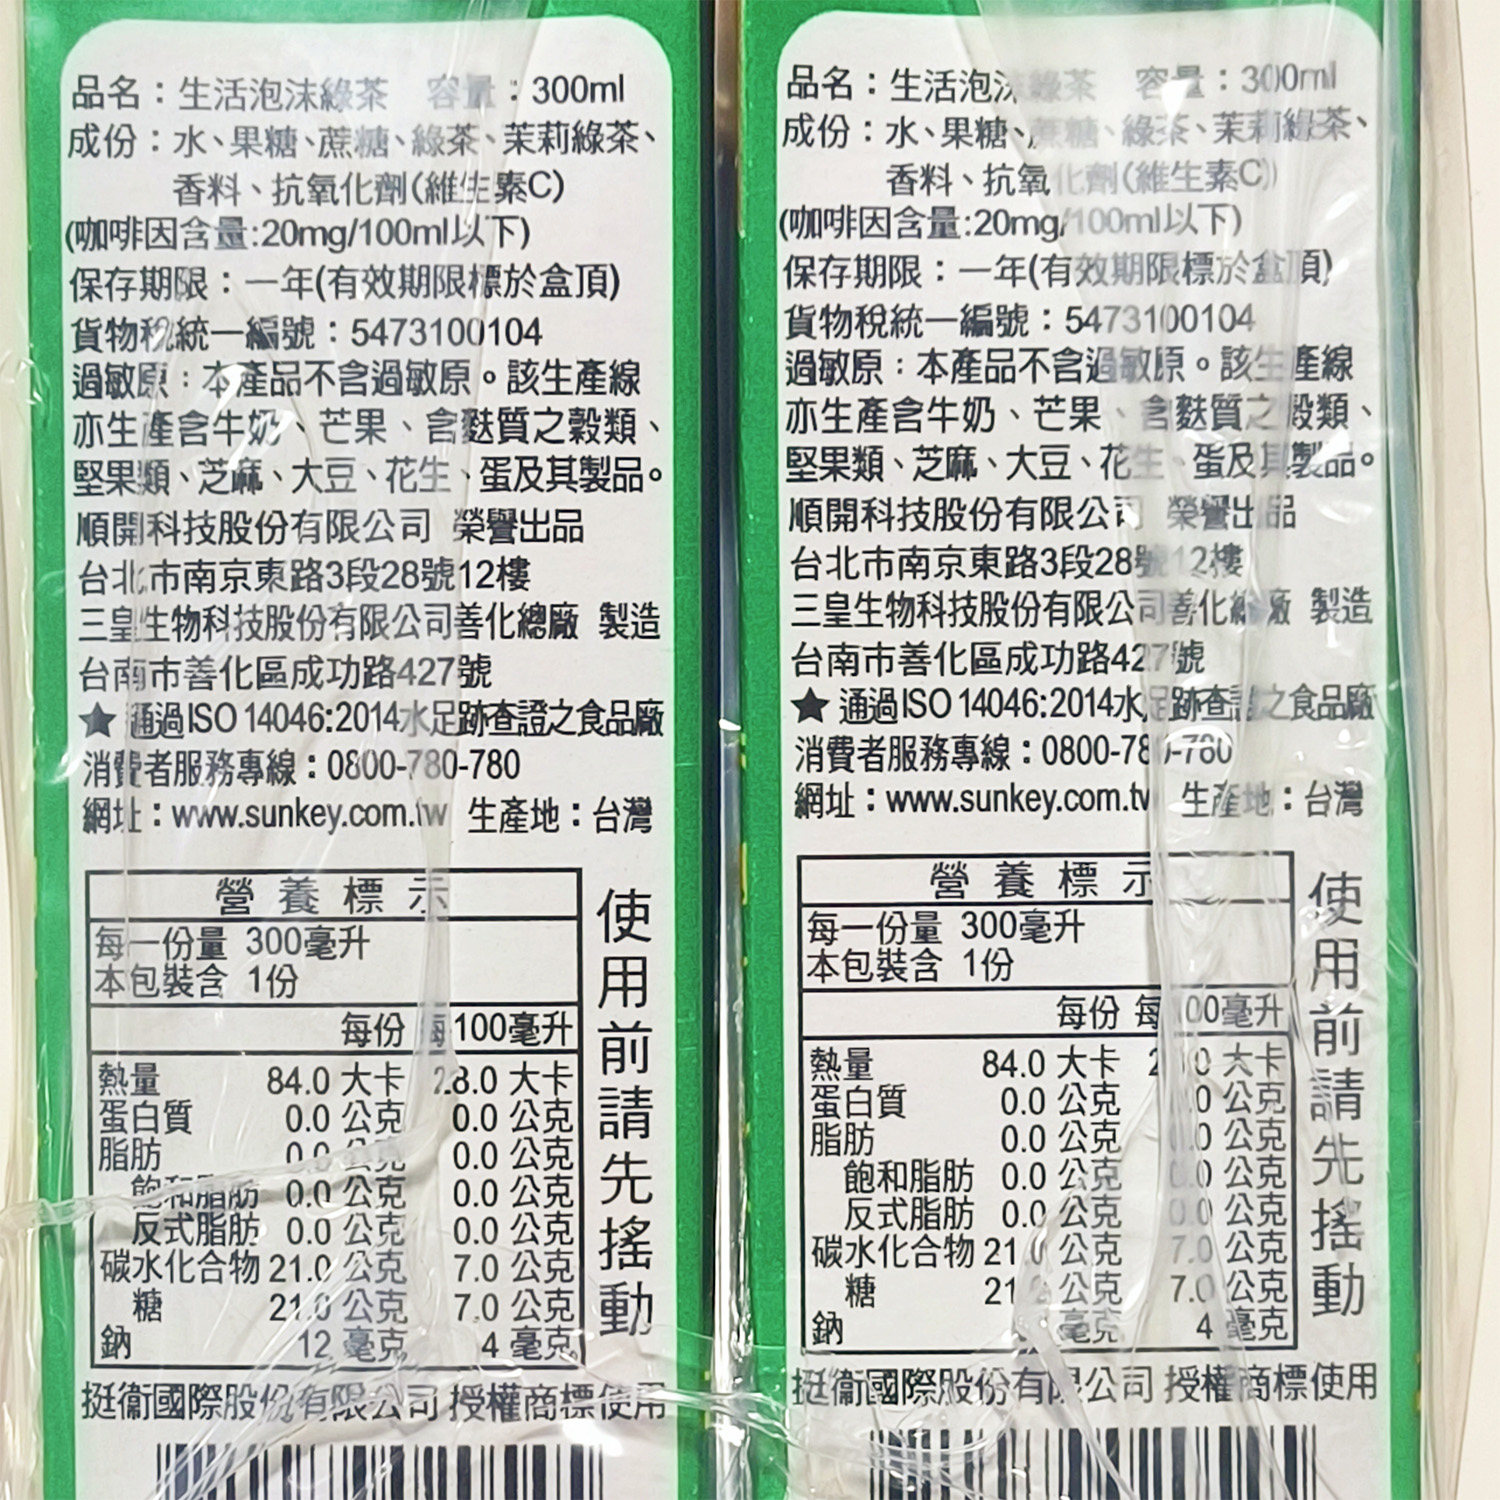 品名：生活泡沫綠茶 容量：300ml
成份：水、果糖、蔗糖、綠茶、茉莉綠茶、
香料、抗氧化劑(維生素C)
(咖啡因含量:20mg/100ml以下)
保存期限：一年(有效期限標於盒頂)
貨物稅統一編號：5473100104
過敏原：本產品不含過敏原。該生產線
亦生產含牛奶、芒果、含麩質之穀類、
堅果類、芝麻、大豆、花生、蛋及其製品。
順開科技股份有限公司 榮譽出品
台北市南京東路3段28號12樓
三皇生物科技股份有限公司善化總廠 製造
台南市善化區成功路427號
★ 通過ISO 14046:2014水足跡查證之食品廠
消費者服務專線：0800-780-780
網址：www.sunkey.com.tw 生產地：台灣
營養標示
每一份量 300毫升
本包裝含 1份
每份 每100毫升
熱量 84.0 大卡 28.0 大卡
蛋白質 0.0 公克 0.0 公克
脂肪 0.0 公克 0.0 公克
飽和脂肪 0.0 公克 0.0 公克
反式脂肪 0.0 公克 0.0 公克
碳水化合物 21.0 公克 7.0 公克
糖 21.0 公克 7.0 公克
鈉 12 毫克 4 毫克
使用前請先搖動
挺衛國際股份有限公司 授權商標使用
品名：生活泡沫綠茶 容量：300ml
成份：水、果糖、蔗糖、綠茶、茉莉綠茶、
香料、抗氧化劑(維生素C)
(咖啡因含量:20mg/100ml以下)
保存期限：一年(有效期限標於盒頂)
貨物稅統一編號：5473100104
過敏原：本產品不含過敏原。該生產線
亦生產含牛奶、芒果、含麩質之穀類、
堅果類、芝麻、大豆、花生、蛋及其製品。
順開科技股份有限公司 榮譽出品
台北市南京東路3段28號12樓
三皇生物科技股份有限公司善化總廠 製造
台南市善化區成功路427號
★ 通過ISO 14046:2014水足跡查證之食品廠
消費者服務專線：0800-780-780
網址：www.sunkey.com.tw 生產地：台灣
營養標示
每一份量 300毫升
本包裝含 1份
每份 每100毫升
熱量 84.0 大卡 大卡
蛋白質 0.0 公克 0.0 公克
脂肪 0.0 公克 0.0 公克
飽和脂肪 0.0 公克 0.0 公克
反式脂肪 0.0 公克 0.0 公克
碳水化合物 21.0 公克 7.0 公克
糖 公克 7.0 公克
鈉 毫克 4 毫克
使用前請先搖動
挺衛國際股份有限公司 授權商標使用